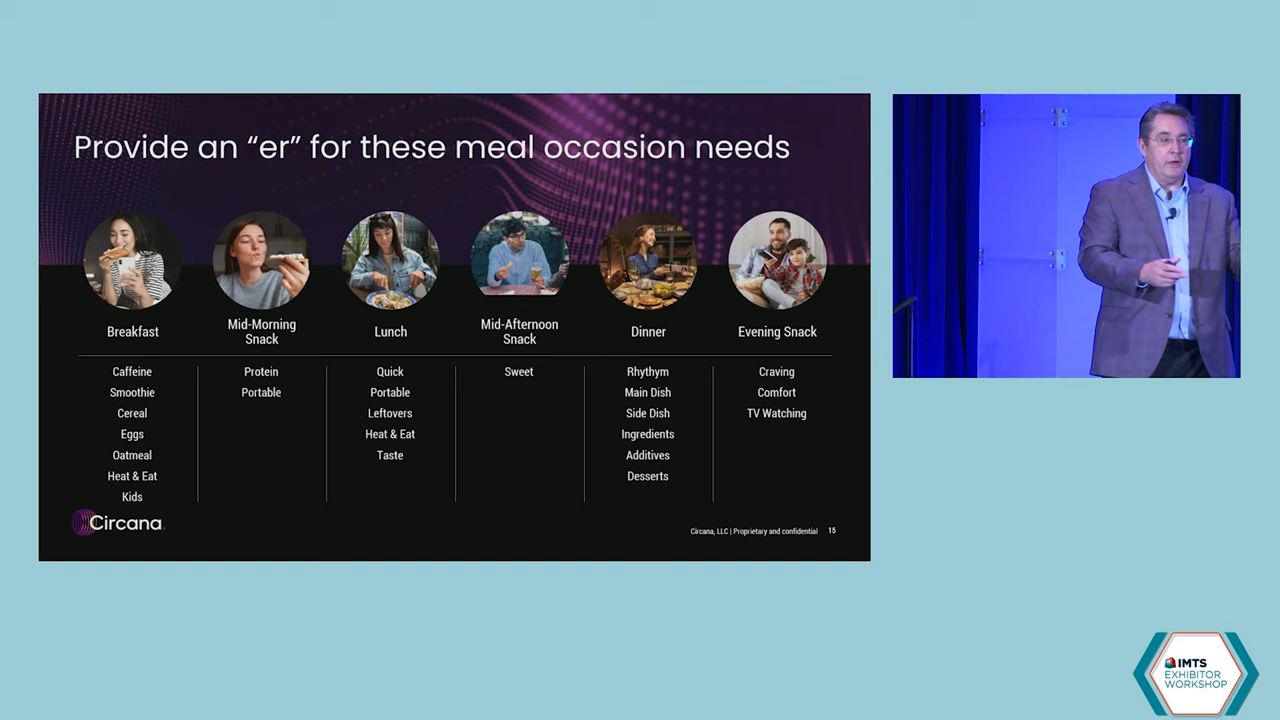 Provide an “er” for these meal occasion needs
Breakfast
Mid-Morning
Snack
Lunch
Mid-Afternoon
Snack
Dinner
Evening Snack
Caffeine
Smoothie
Cereal
Eggs
Oatmeal
Heat & Eat
Kids
Protein
Portable
Quick
Portable
Leftovers
Heat & Eat
Taste
Sweet
Rhythym
Main Dish
Side Dish
Ingredients
Additives
Desserts
Craving
Comfort
TV Watching
Circana.
Circana, LLC | Proprietary and confidential 15
IMTS
EXHIBITOR
WORKSHOP